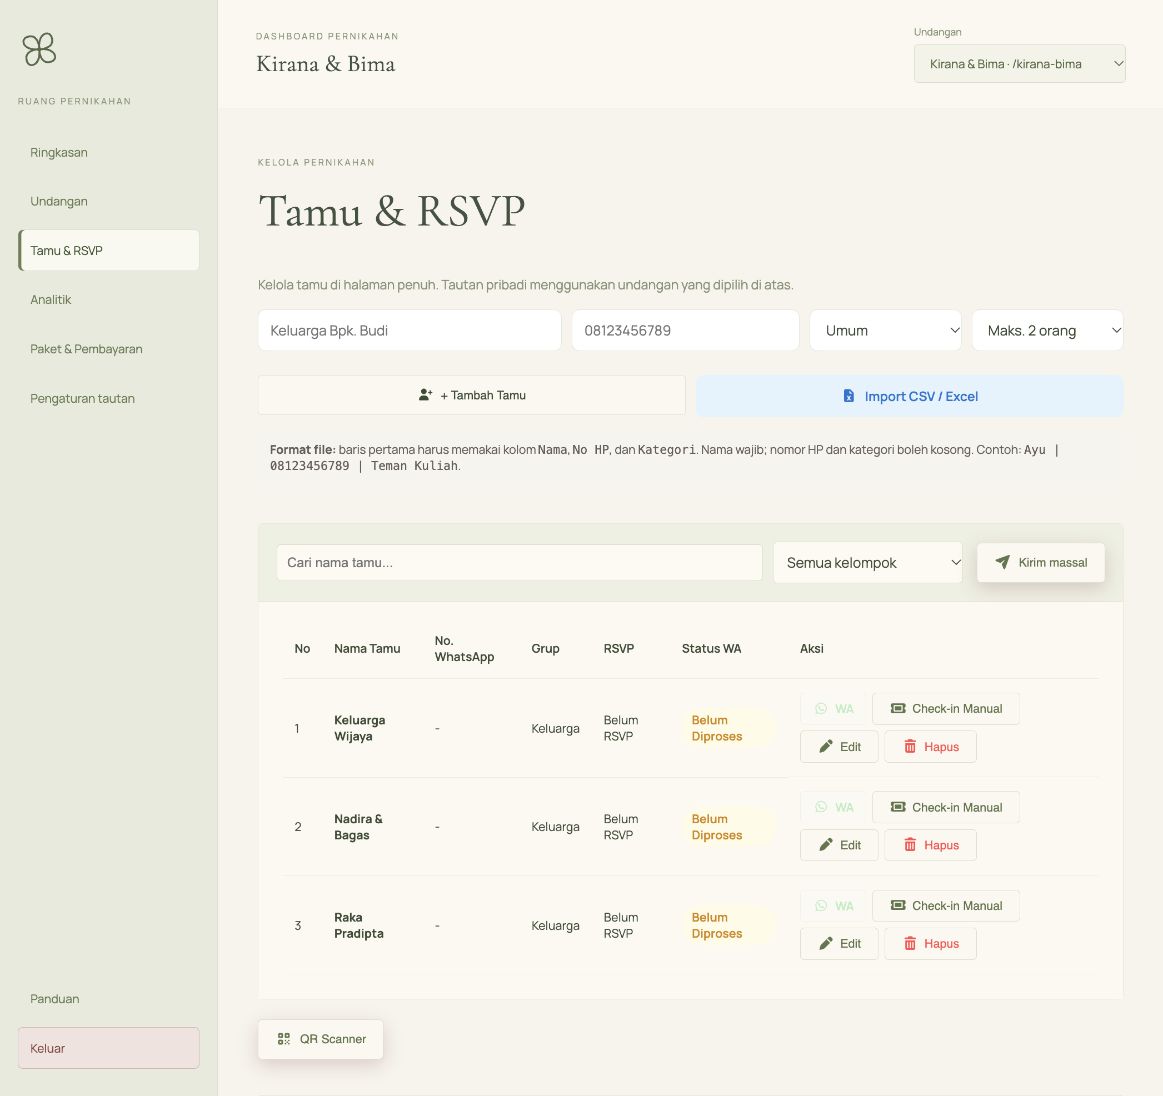 RUANG PERNIKAHAN
Ringkasan
Undangan
Tamu & RSVP
Analitik
Paket & Pembayaran
Pengaturan tautan
Panduan
Keluar
DASHBOARD PERNIKAHAN
Kirana & Bima
Undangan
Kirana & Bima · /kirana-bima
KELOLA PERNIKAHAN
Tamu & RSVP
Kelola tamu di halaman penuh. Tautan pribadi menggunakan undangan yang dipilih di atas.
Keluarga Bpk. Budi
08123456789
Umum
Maks. 2 orang
+ Tambah Tamu
Import CSV / Excel
Format file: baris pertama harus memakai kolom Nama, No HP, dan Kategori. Nama wajib; nomor HP dan kategori boleh kosong. Contoh: Ayu |
08123456789 | Teman Kuliah.
Cari nama tamu...
Semua kelompok
Kirim massal
No
Nama Tamu
No.
WhatsApp
Grup
RSVP
Status WA
Aksi
1
Keluarga
Wijaya
-
Keluarga
Belum
RSVP
Belum
Diproses
WA
Check-in Manual
Edit
Hapus
2
Nadira &
Bagas
-
Keluarga
Belum
RSVP
Belum
Diproses
WA
Check-in Manual
Edit
Hapus
3
Raka
Pradipta
-
Keluarga
Belum
RSVP
Belum
Diproses
WA
Check-in Manual
Edit
Hapus
QR Scanner